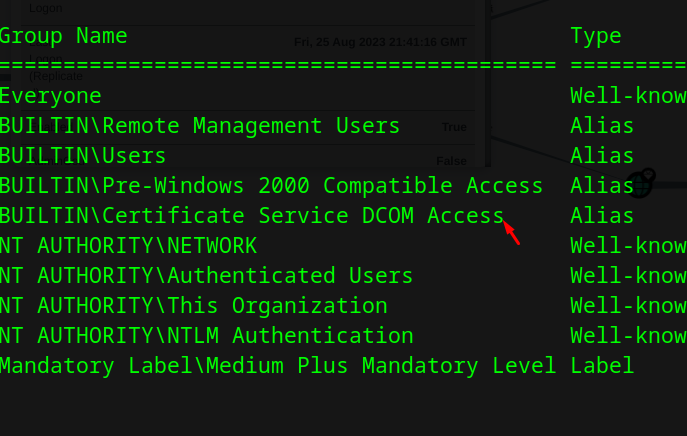 Logon
Group Name Type
Fri, 25 Aug 2023 21:41:16 GMT
=========================================== =========
(Replicate
Everyone Well-know
BUILTIN\Remote Management Users Alias
True
BUILTIN\Users Alias
False
BUILTIN\Pre-Windows 2000 Compatible Access Alias
BUILTIN\Certificate Service DCOM Access Alias
NT AUTHORITY\NETWORK Well-know
NT AUTHORITY\Authenticated Users Well-know
NT AUTHORITY\This Organization Well-know
NT AUTHORITY\NTLM Authentication Well-know
Mandatory Label\Medium Plus Mandatory Level Label